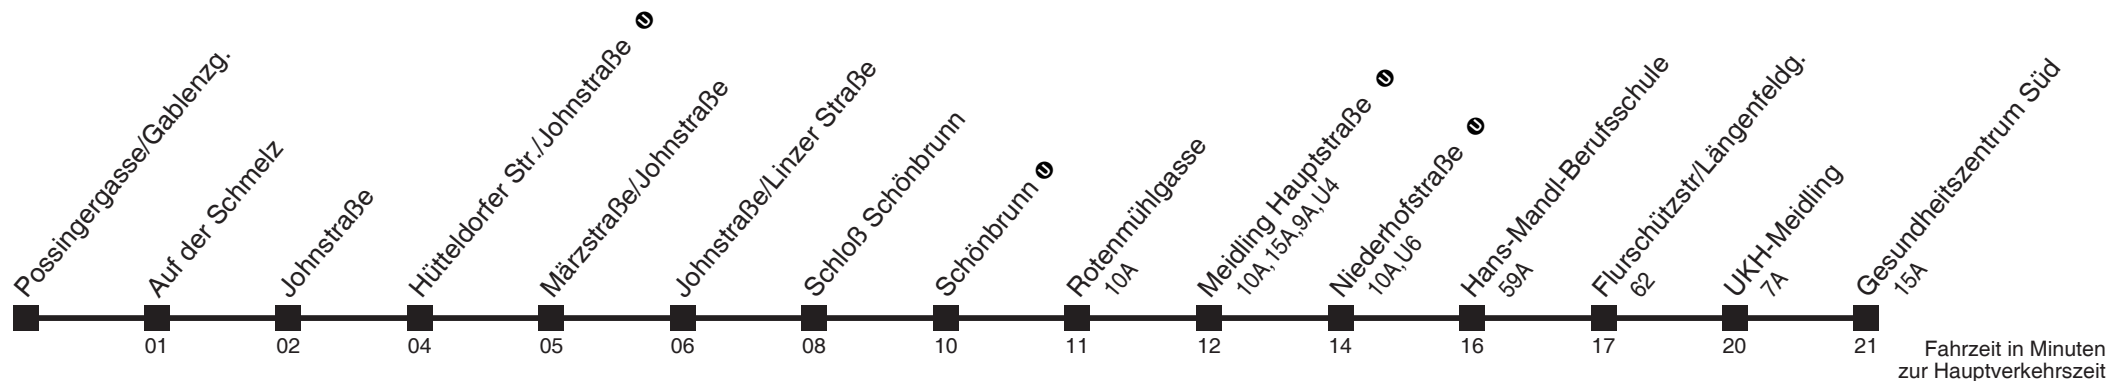 Possingergasse/Gablenzg.
Auf der Schmelz
Johnstraße
Hütteldorfer Str./Johnstraße U
Märzstraße/Johnstraße
Johnstraße/Linzer Straße
Schloß Schönbrunn
Schönbrunn U
Rotenmühlgasse
10A
Meidling Hauptstraße U
10A, 15A,9A,U4
Niederhofstraße U
10A,U6
Hans-Mandl-Berufsschule
59A
Flurschützstr/Längenfeldg.
62
UKH-Meidling
7A
Gesundheitszentrum Süd
15A
01 02 04 05 06 08 10 11 12 14 16 17 20 21
Fahrzeit in Minuten
zur Hauptverkehrszeit